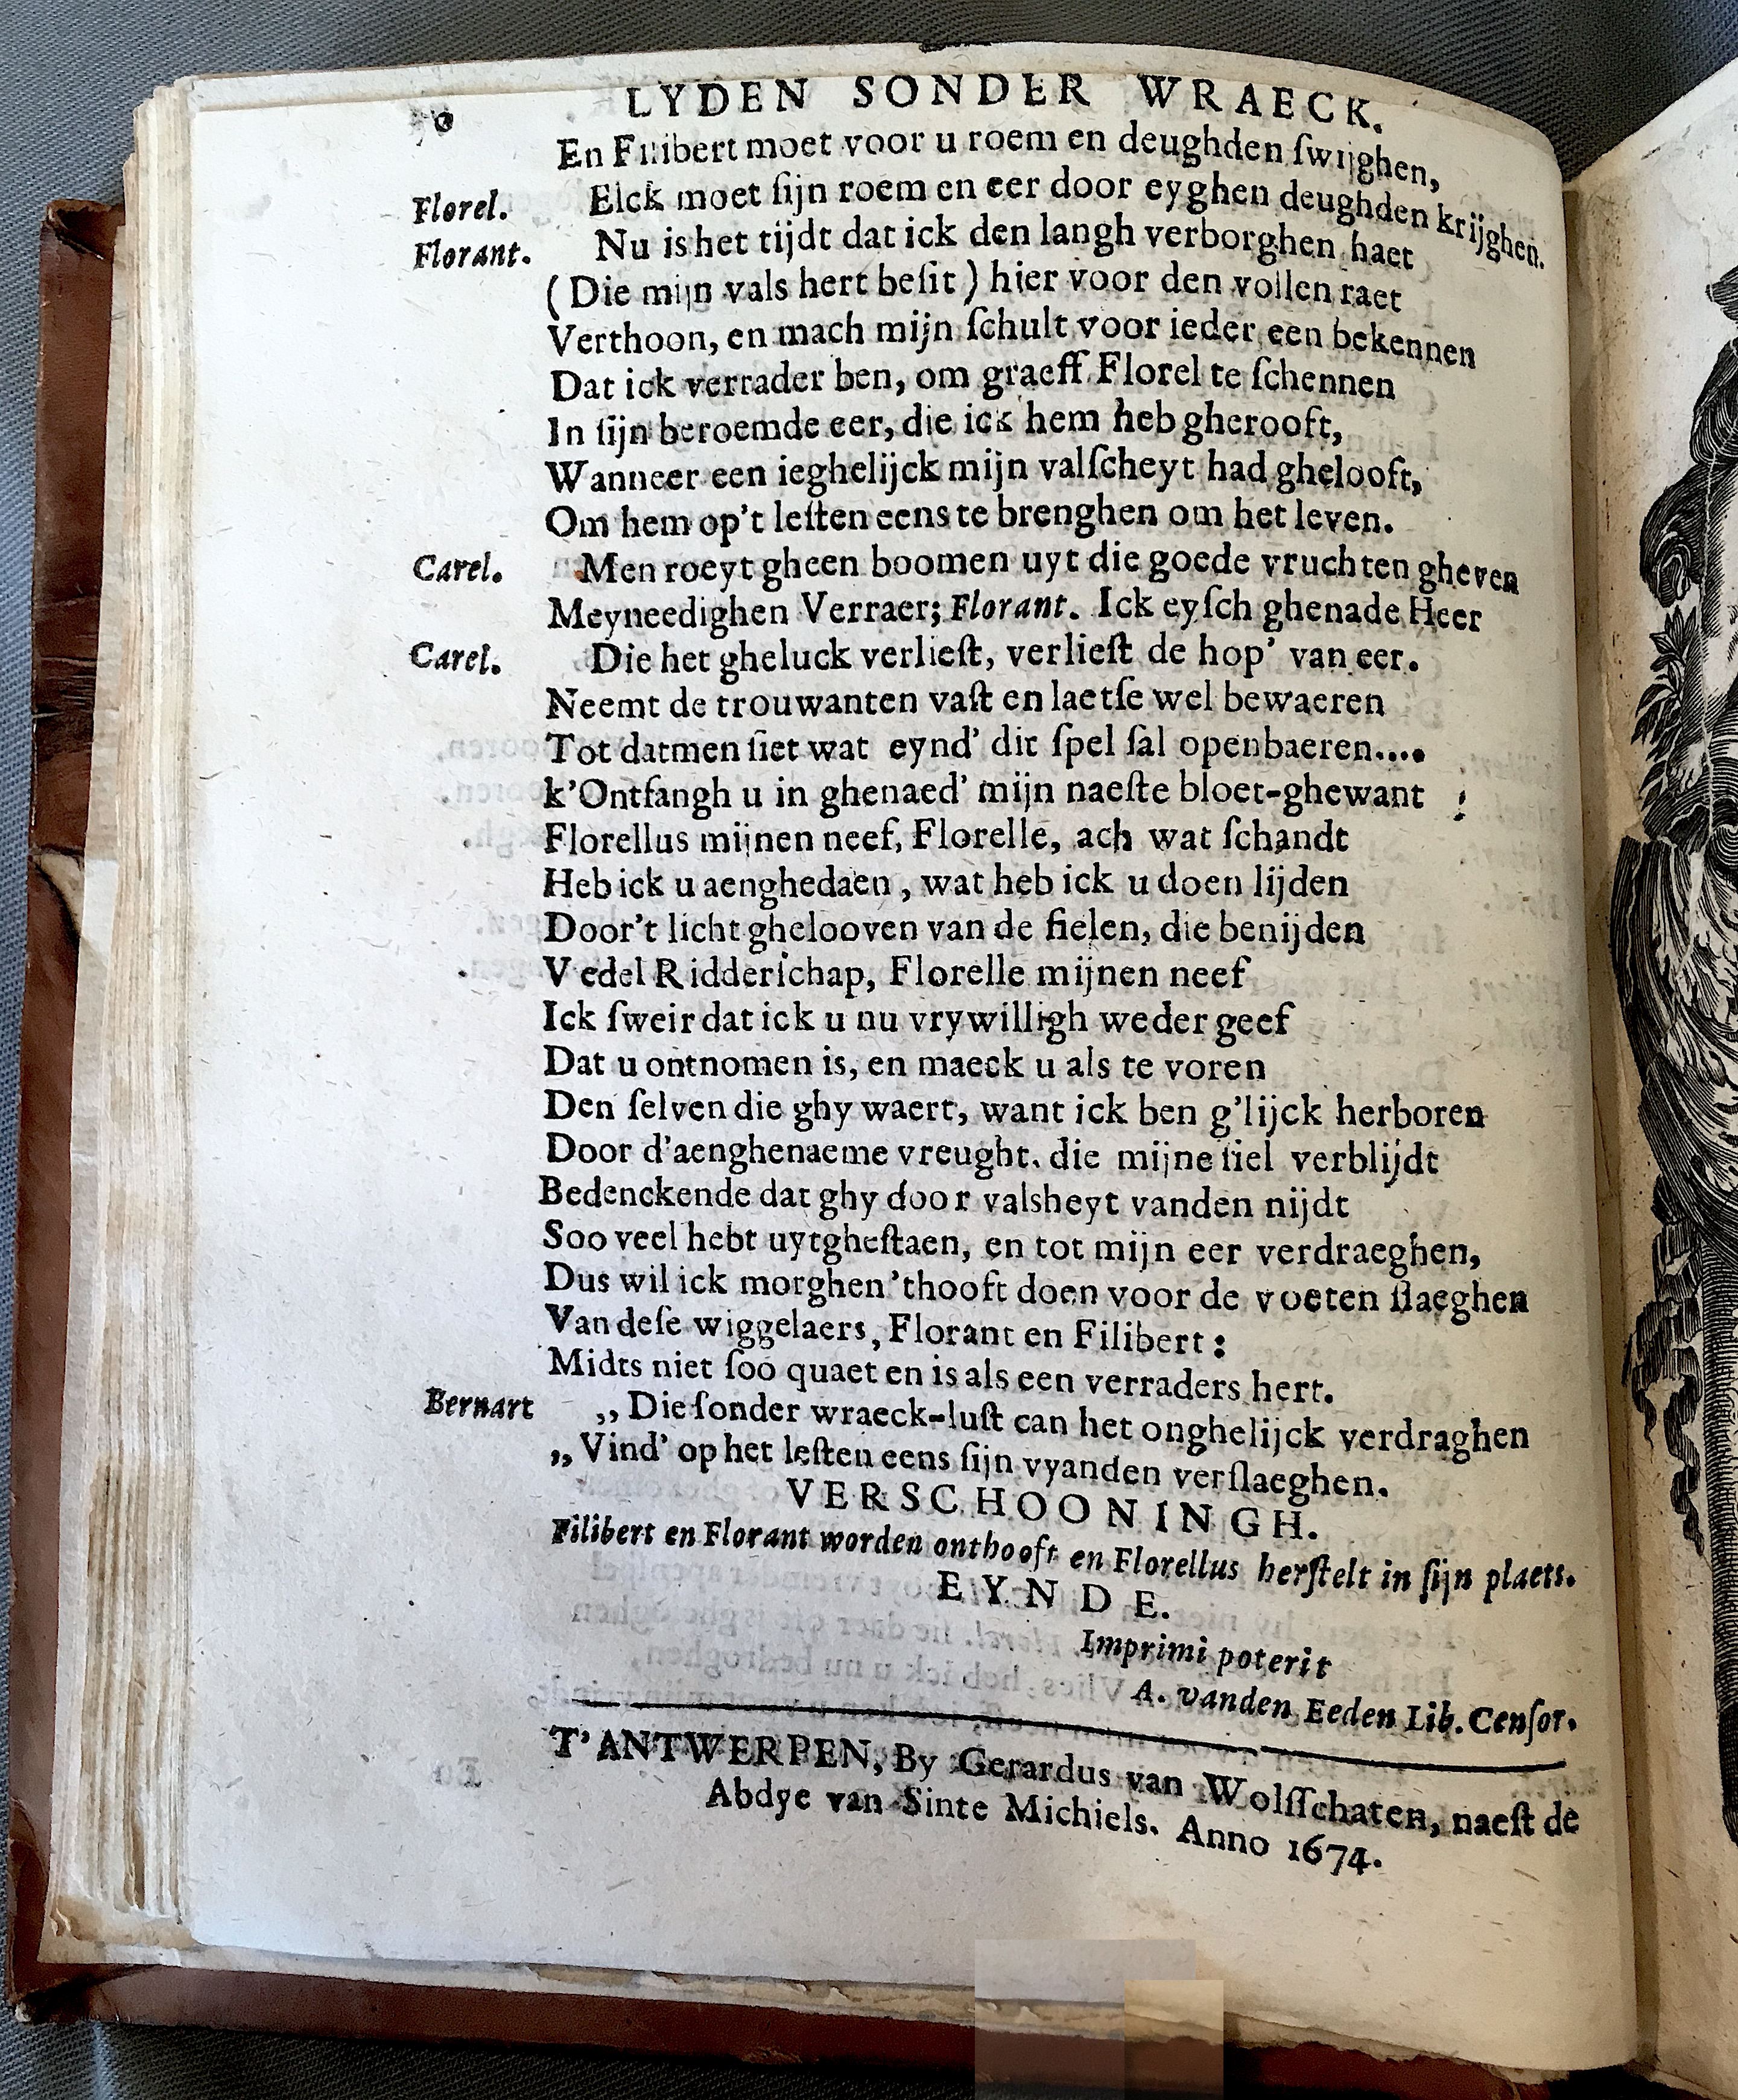 LYDEN SONDER WRAECK.
En Filibert moet voor u roem en deughden ſwijghen,
Florel. Elck moet ſijn roem en eer door eyghen deughden krijghen.
Florant. Nu is het tijdt dat ick den langh verborghen haet
(Die mijn vals hert beſit) hier voor den vollen raet
Verthoon, en mach mijn ſchult voor ieder een bekennen
Dat ick verrader ben, om graeff Florel te ſchennen
In ſijn beroemde eer, die ick hem heb gherooft,
Wanneer een ieghelijck mijn valſcheyt had ghelooft,
Om hem op't leſten eens te brenghen om het leven.
Carel. Men roeyt gheen boomen uyt die goede vruchten gheven
Meyneedighen Verraer; Florant. Ick eyſch ghenade Heer
Carel. Die het gheluck verlieſt, verlieſt de hop' van eer.
Neemt de trouwanten vaſt en laetſe wel bewaeren
Tot datmen ſiet wat eynd' dit ſpel ſal openbaeren....
k'Ontfangh u in ghenaed' mijn naeſte bloet-ghewant
Florellus mijnen neef, Florelle, ach wat ſchandt
Heb ick u aenghedaen, wat heb ick u doen lijden
Door't licht ghelooven van de fielen, die benijden
V edel Ridderſchap, Florelle mijnen neef
Ick ſweir dat ick u nu vrywilligh weder geef
Dat u ontnomen is, en maeck u als te voren
Den ſelven die ghy waert, want ick ben g'lijck herboren
Door d'aenghenaeme vreught, die mijne ſiel verblijdt
Bedenckende dat ghy door valsheyt vanden nijdt
Soo veel hebt uytgheſtaen, en tot mijn eer verdraeghen,
Dus wil ick morghen 'thooft doen voor de voeten ſlaeghen
Van deſe wiggelaers, Florant en Filibert:
Midts niet ſoo quaet en is als een verraders hert.
Bernart ,, Die ſonder wraeck-luſt can het onghelijck verdraghen
,, Vind' op het leſten eens ſijn vyanden verſlaeghen.
VERSCHOONINGH.
Filibert en Florant worden onthooft en Florellus herſtelt in ſijn plaets.
EYNDE.
Imprimi poterit
A. vanden Eeden Lib. Cenſor.
T'ANTWERPEN, By Gerardus van Wolſſchaten, naeſt de
Abdye van Sinte Michiels. Anno 1674.